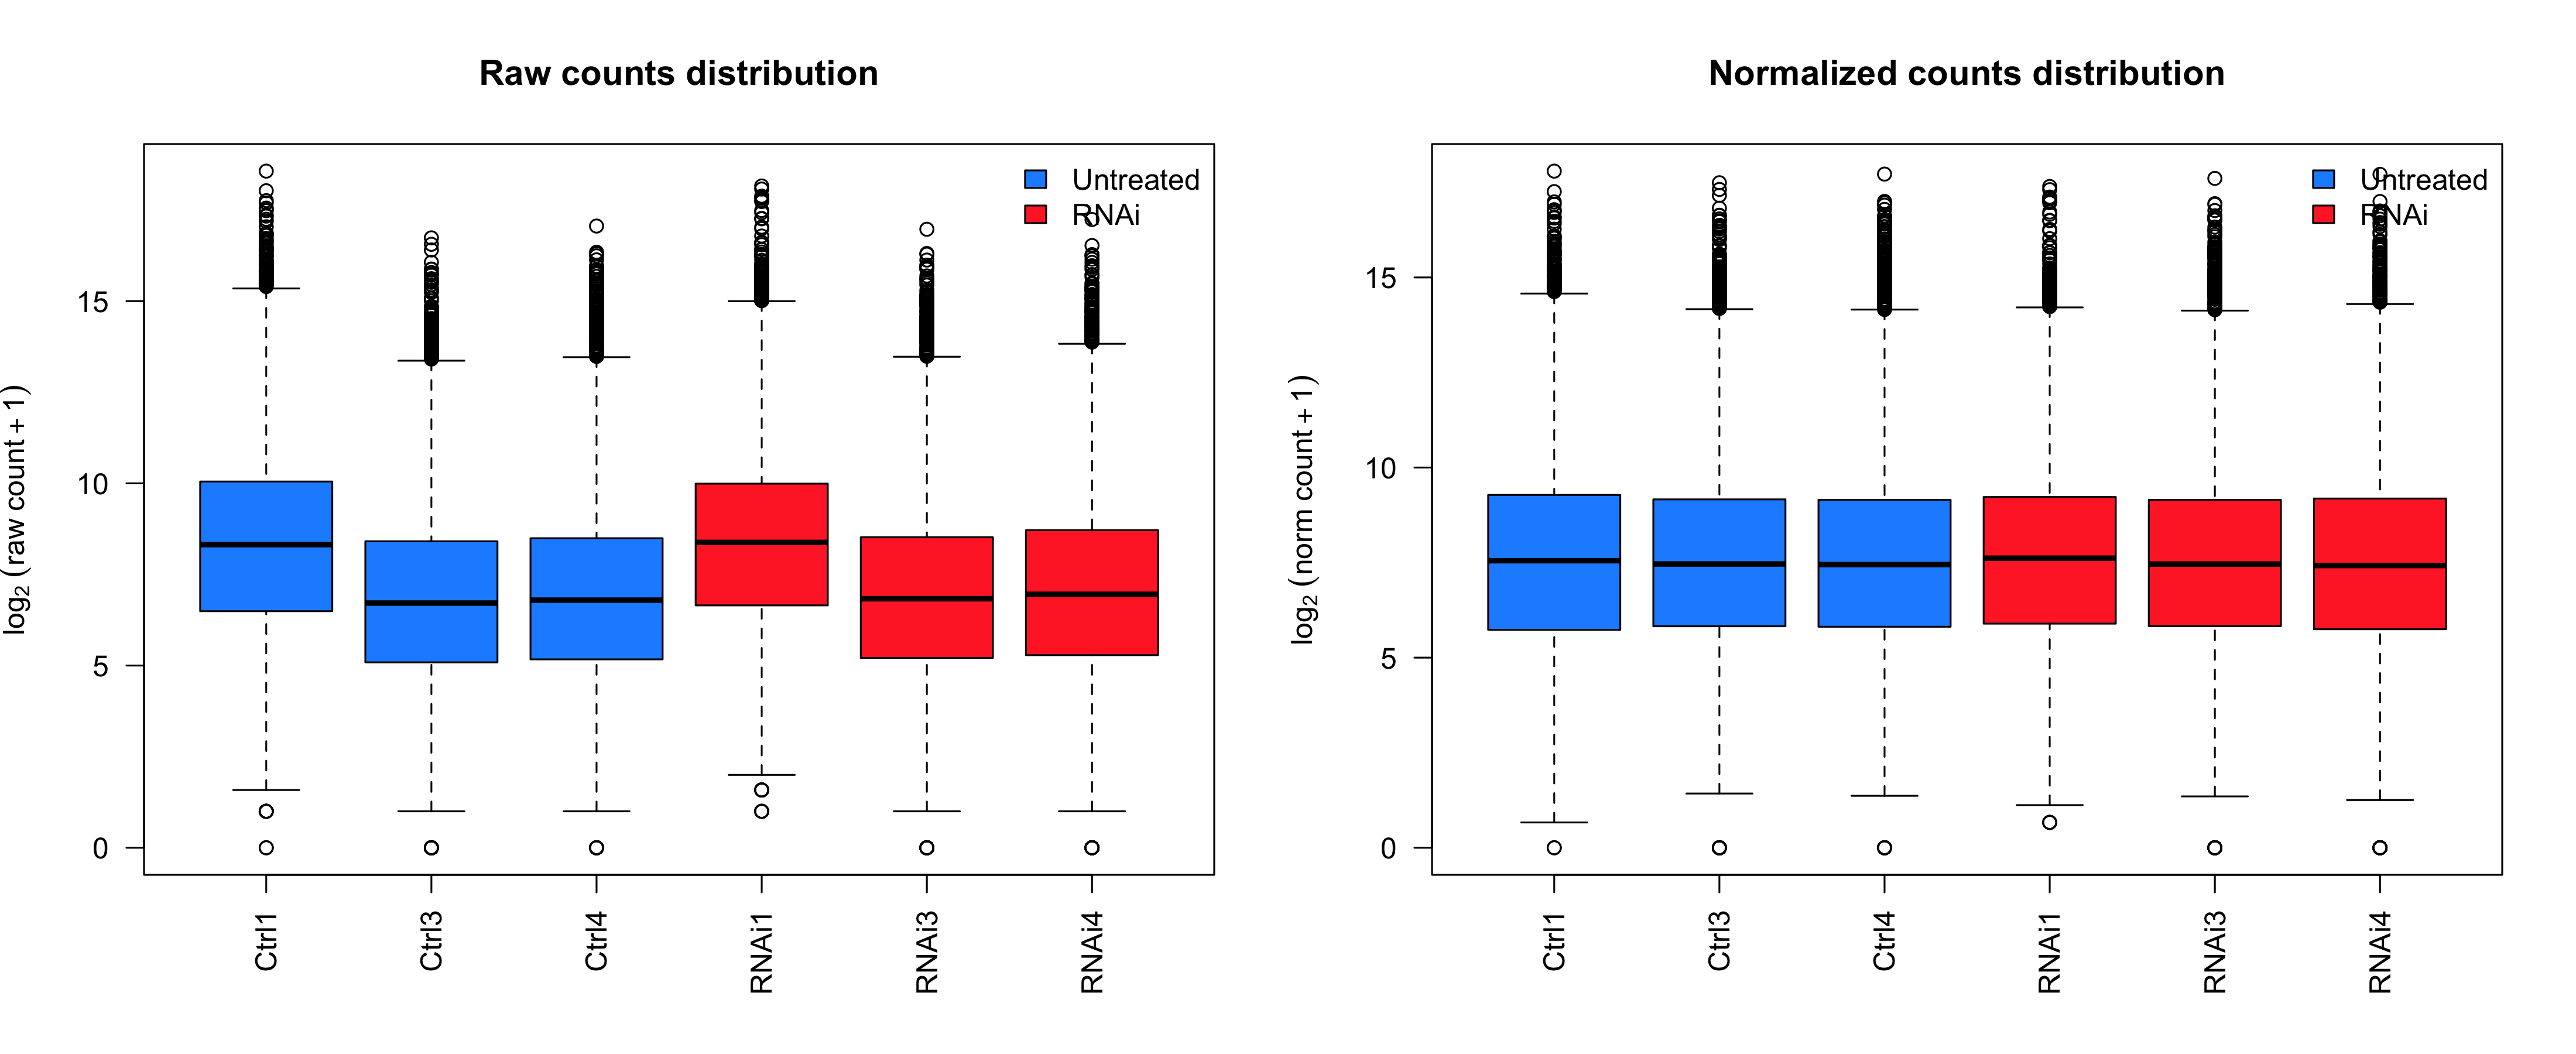 Raw counts distribution
Untreated
RNAi
15
10
5
0
log2 (raw count + 1)
Ctrl1
Ctrl3
Ctrl4
RNAi1
RNAi3
RNAi4
Normalized counts distribution
Untreated
RNAi
15
10
5
0
log2 (norm count + 1)
Ctrl1
Ctrl3
Ctrl4
RNAi1
RNAi3
RNAi4